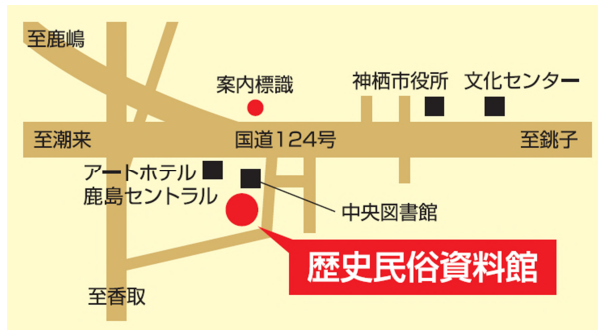 至鹿嶋
案内標識
神栖市役所
文化センター
至潮来
国道124号
至銚子
アートホテル
鹿島セントラル
中央図書館
歴史民俗資料館
至香取